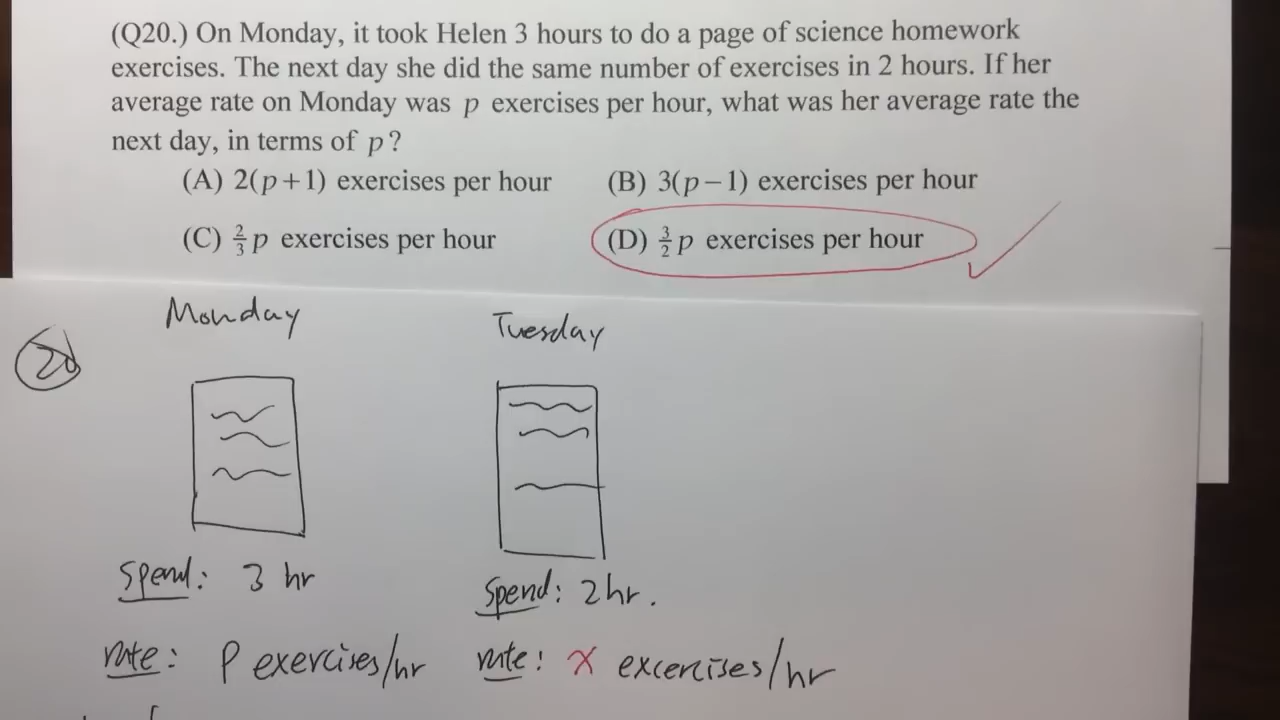 (Q20.) On Monday, it took Helen 3 hours to do a page of science homework
exercises. The next day she did the same number of exercises in 2 hours. If her
average rate on Monday was p exercises per hour, what was her average rate the
next day, in terms of p?
(A) 2(p+1) exercises per hour (B) 3(p−1) exercises per hour
(C) 2/3 p exercises per hour (D) 3/2 p exercises per hour
Monday Tuesday
20
Spend: 3 hr Spend: 2 hr.
rate: P exercises/hr rate: x excercises/hr